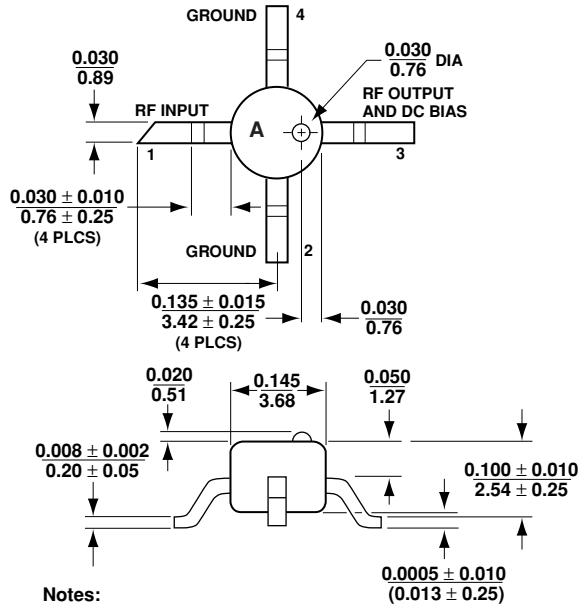 GROUND 4
0.030
0.89
0.030
0.76 DIA
RF INPUT
RF OUTPUT
AND DC BIAS
A
1
3
0.030 ± 0.010
0.76 ± 0.25
(4 PLCS)
GROUND 2
0.135 ± 0.015
3.42 ± 0.25
(4 PLCS)
0.030
0.76
0.020
0.51
0.145
3.68
0.050
1.27
0.008 ± 0.002
0.20 ± 0.05
0.100 ± 0.010
2.54 ± 0.25
0.0005 ± 0.010
(0.013 ± 0.25)
Notes: